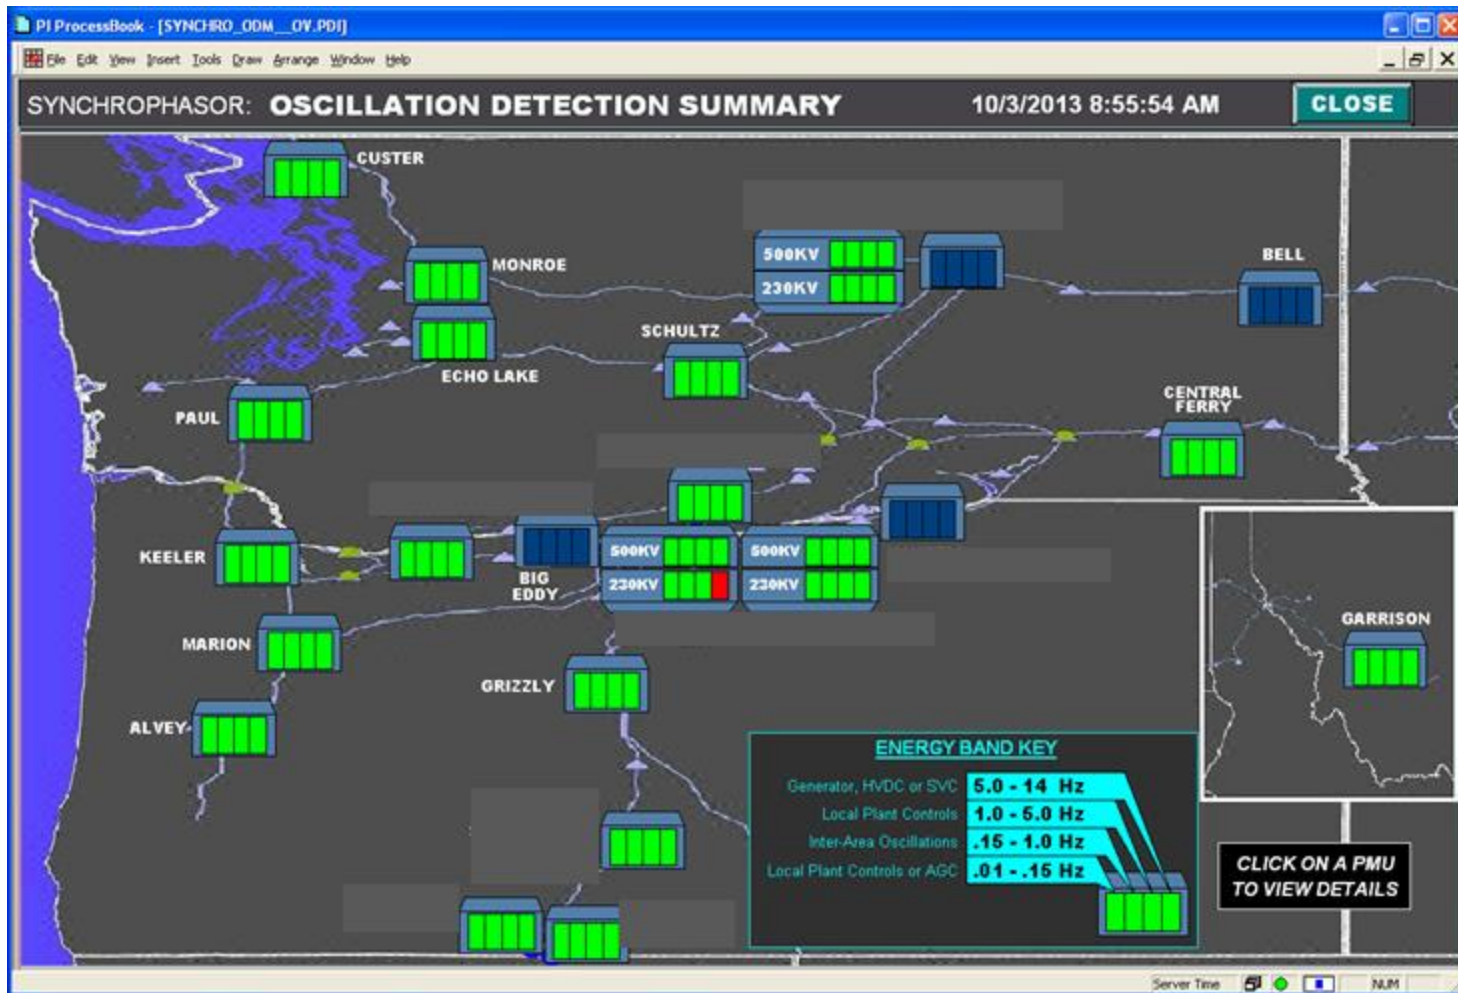 PI ProcessBook - [SYNCHRO_ODM__OV.PDI]
File Edit View Insert Tools Draw Arrange Window Help
SYNCHROPHASOR: OSCILLATION DETECTION SUMMARY 10/3/2013 8:55:54 AM CLOSE
CUSTER
MONROE
500KV
230KV
BELL
SCHULTZ
ECHO LAKE
PAUL
CENTRAL
FERRY
KEELER
BIG
EDDY
500KV
230KV
500KV
230KV
MARION
GRIZZLY
ALVEY
GARRISON
ENERGY BAND KEY
Generator, HVDC or SVC 5.0 - 14 Hz
Local Plant Controls 1.0 - 5.0 Hz
Inter-Area Oscillations .15 - 1.0 Hz
Local Plant Controls or AGC .01 - .15 Hz
CLICK ON A PMU
TO VIEW DETAILS
Server Time NUM